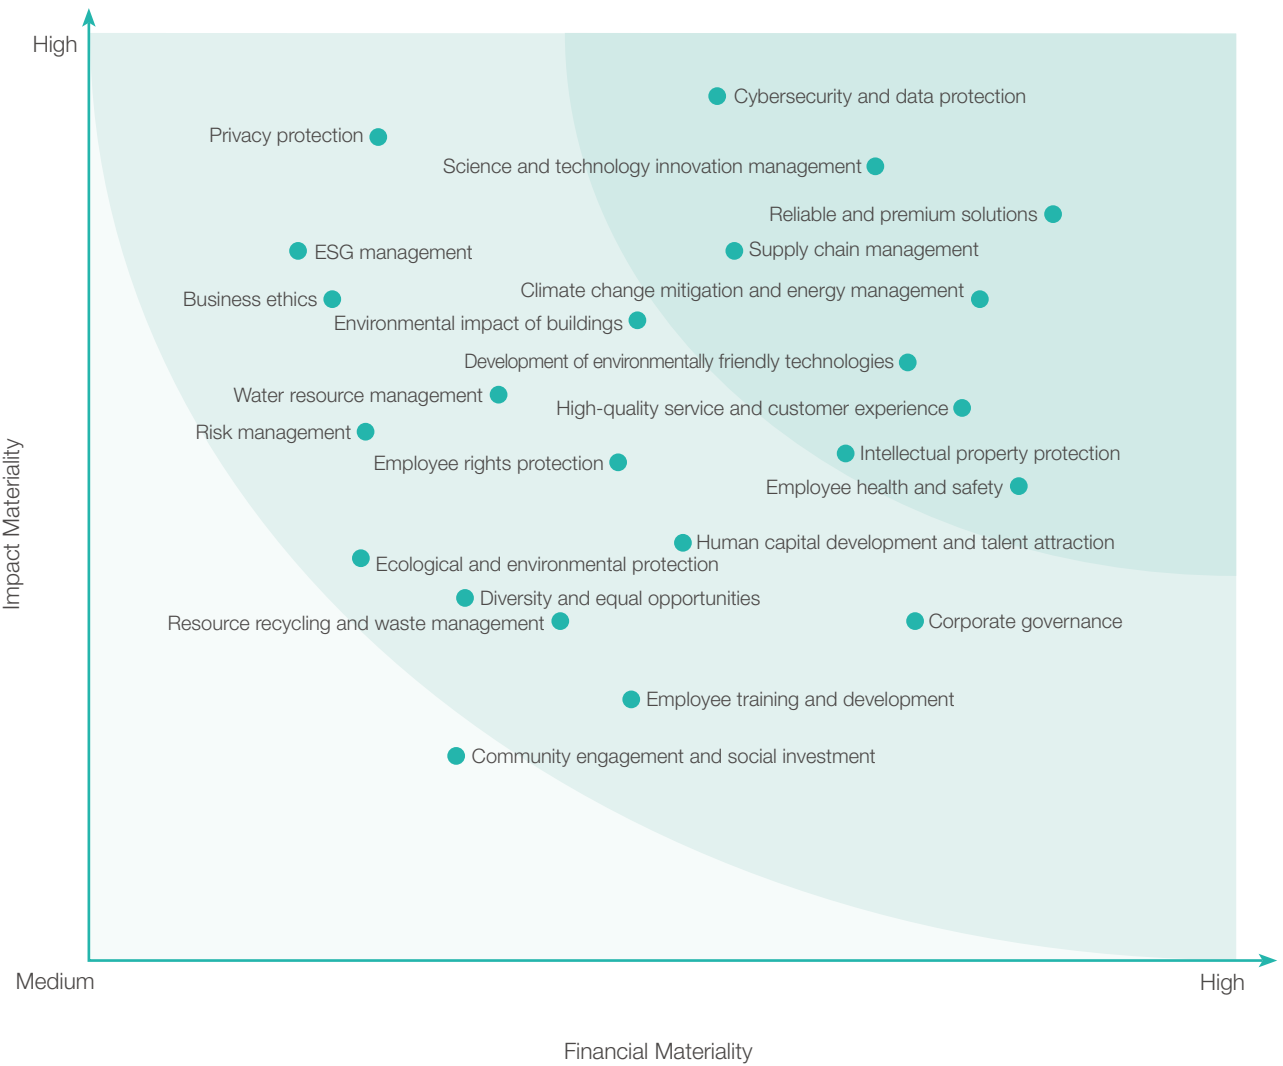 High
Cybersecurity and data protection
Privacy protection
Science and technology innovation management
Reliable and premium solutions
ESG management
Supply chain management
Climate change mitigation and energy management
Business ethics
Environmental impact of buildings
Development of environmentally friendly technologies
Water resource management
High-quality service and customer experience
Risk management
Intellectual property protection
Employee rights protection
Employee health and safety
Human capital development and talent attraction
Ecological and environmental protection
Diversity and equal opportunities
Resource recycling and waste management
Corporate governance
Employee training and development
Community engagement and social investment
Impact Materiality
Medium
High
Financial Materiality